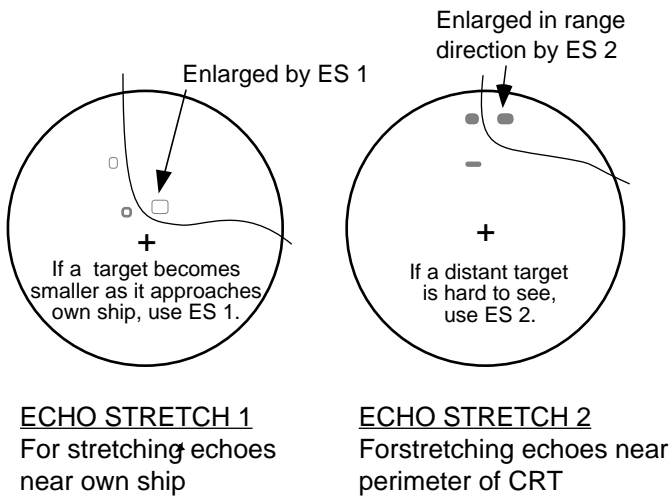 Enlarged in range
direction by ES 2
Enlarged by ES 1
If a target becomes
smaller as it approaches
own ship, use ES 1.
If a distant target
is hard to see,
use ES 2.
ECHO STRETCH 1
For stretching echoes
near own ship
ECHO STRETCH 2
Forstretching echoes near
perimeter of CRT